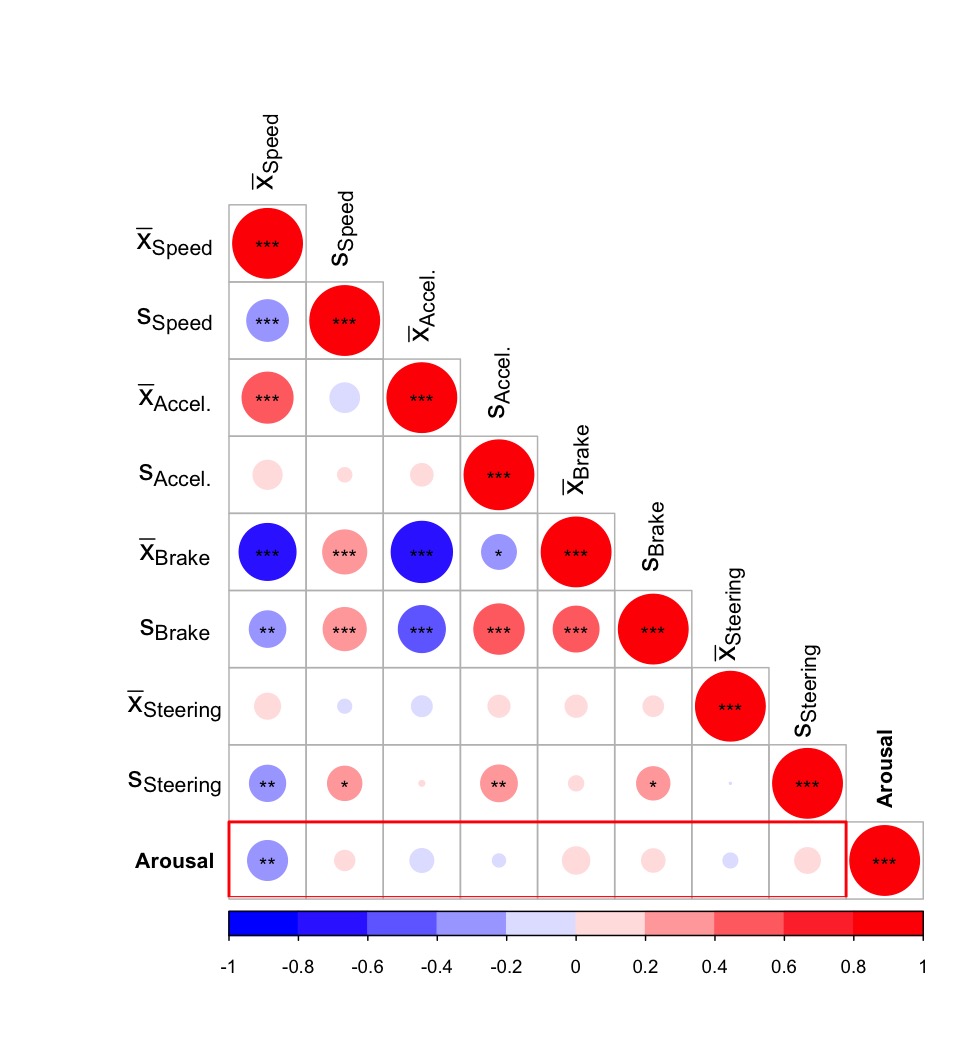 x̄Speed
sSpeed
x̄Accel.
sAccel.
x̄Brake
sBrake
x̄Steering
sSteering
Arousal
x̄Speed ***
sSpeed *** ***
x̄Accel. *** ***
sAccel. ***
x̄Brake *** *** *** * ***
sBrake ** *** *** *** *** ***
x̄Steering ***
sSteering ** * ** * ***
Arousal ** ***
-1 -0.8 -0.6 -0.4 -0.2 0 0.2 0.4 0.6 0.8 1